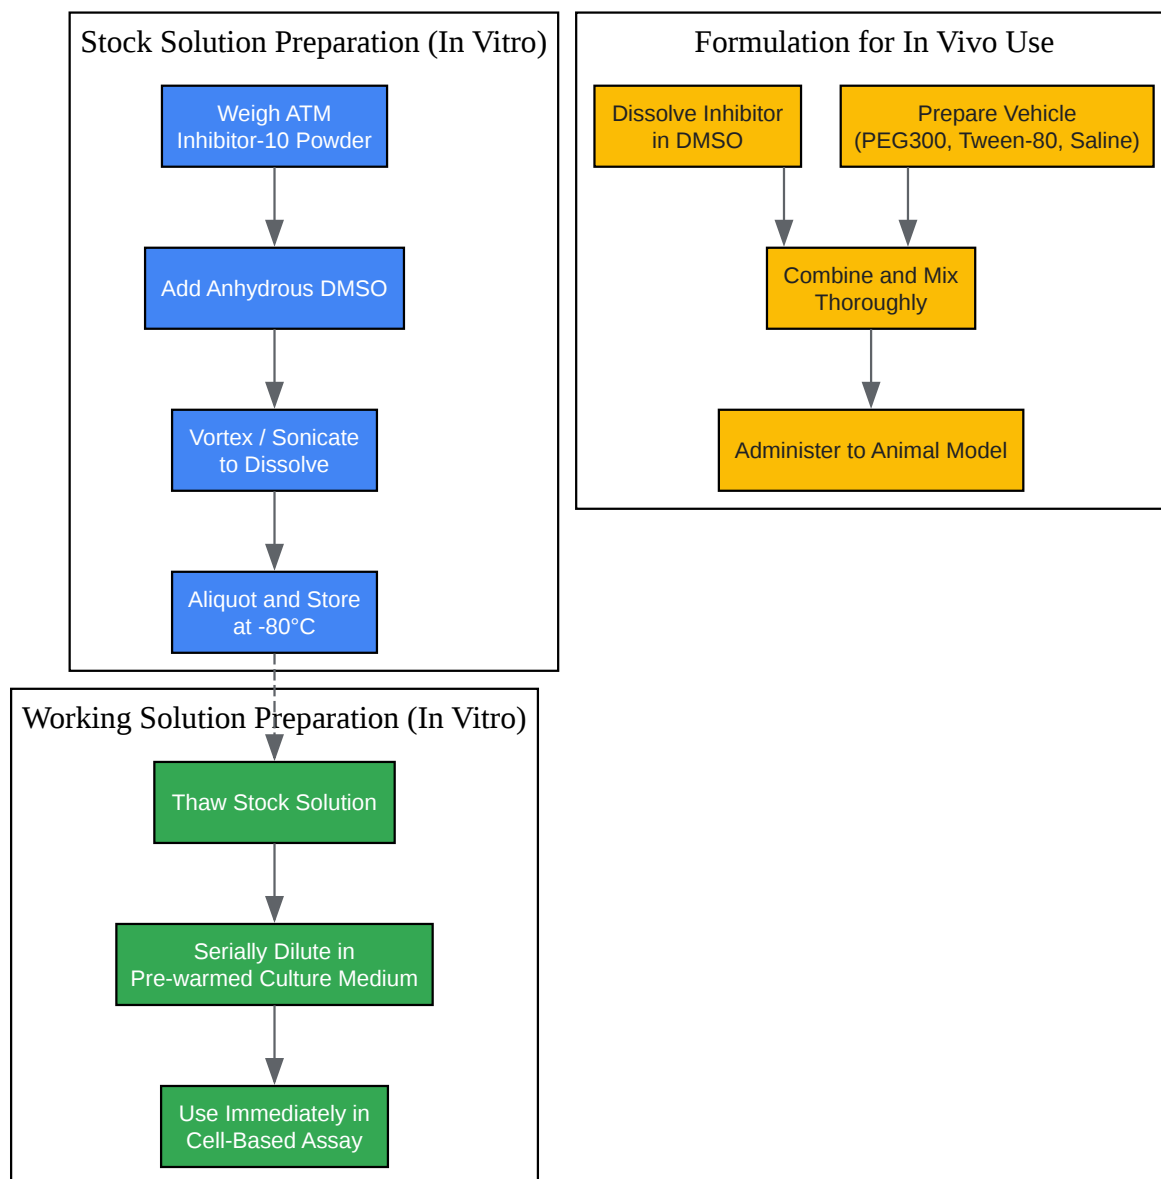 Stock Solution Preparation (In Vitro)
Weigh ATM
Inhibitor-10 Powder
Add Anhydrous DMSO
Vortex / Sonicate
to Dissolve
Aliquot and Store
at -80°C
Working Solution Preparation (In Vitro)
Thaw Stock Solution
Serially Dilute in
Pre-warmed Culture Medium
Use Immediately in
Cell-Based Assay
Formulation for In Vivo Use
Dissolve Inhibitor
in DMSO
Prepare Vehicle
(PEG300, Tween-80, Saline)
Combine and Mix
Thoroughly
Administer to Animal Model